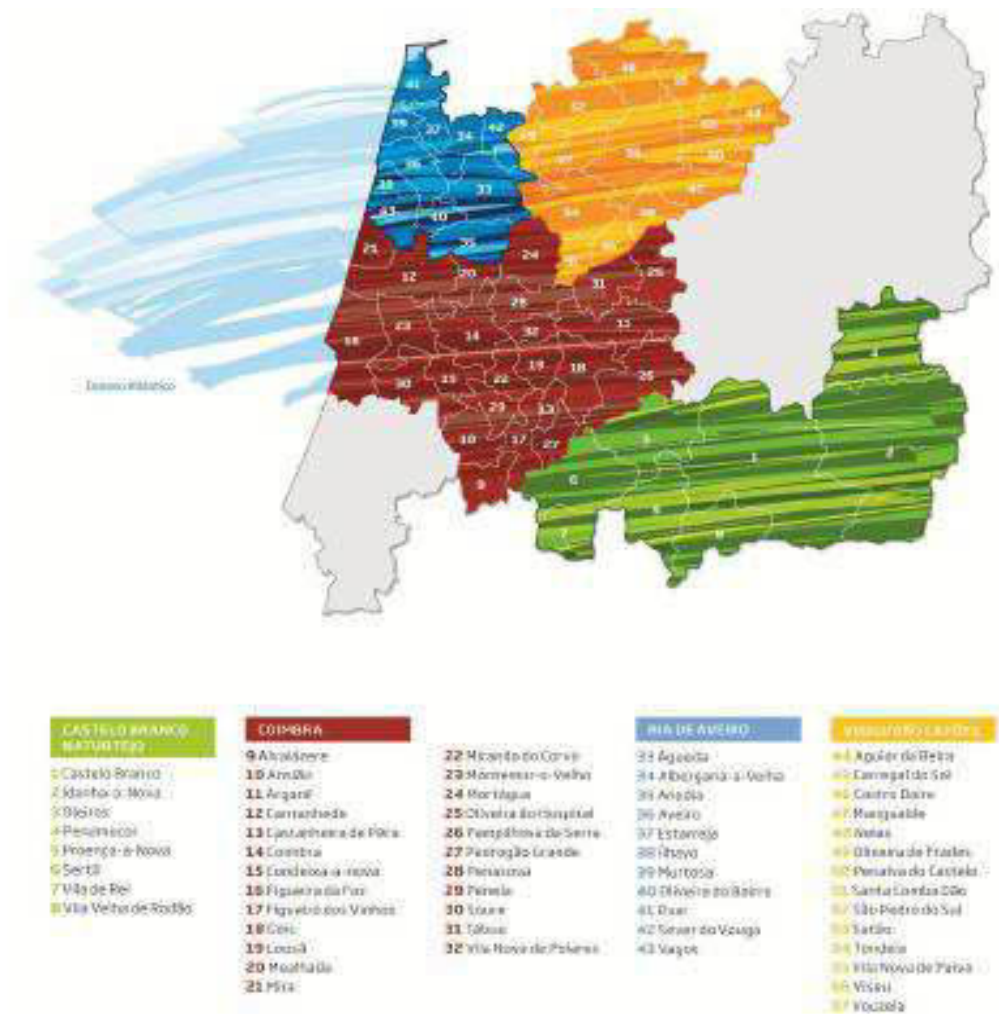 Oceano Atlântico
CASTELO BRANCO
NATURTEJO
1 Castelo Branco
2 Idanha-a-Nova
3 Oleiros
4 Penamacor
5 Proença-a-Nova
6 Sertã
7 Vila de Rei
8 Vila Velha de Rodão
COIMBRA
9 Alvaiázere
10 Ansião
11 Arganil
12 Cantanhede
13 Castanheira de Pêra
14 Coimbra
15 Condeixa-a-nova
16 Figueira da Foz
17 Figueiró dos Vinhos
18 Góis
19 Lousã
20 Mealhada
21 Mira
22 Miranda do Corvo
23 Montemor-o-Velho
24 Mortágua
25 Oliveira do Hospital
26 Pampilhosa da Serra
27 Pedrogão Grande
28 Penacova
29 Penela
30 Soure
31 Tábua
32 Vila Nova de Poiares
RIA DE AVEIRO
33 Águeda
34 Albergaria-a-Velha
35 Anadia
36 Aveiro
37 Estarreja
38 Ílhavo
39 Murtosa
40 Oliveira do Bairro
41 Ovar
42 Sever do Vouga
43 Vagos
44 Aguiar da Beira
45 Carregal do Sal
46 Castro Daire
47 Mangualde
48 Nelas
49 Oliveira de Frades
50 Penalva do Castelo
51 Santa Comba Dão
52 São Pedro do Sul
53 Satão
54 Tondela
55 Vila Nova de Paiva
56 Viseu
57 Vouzela